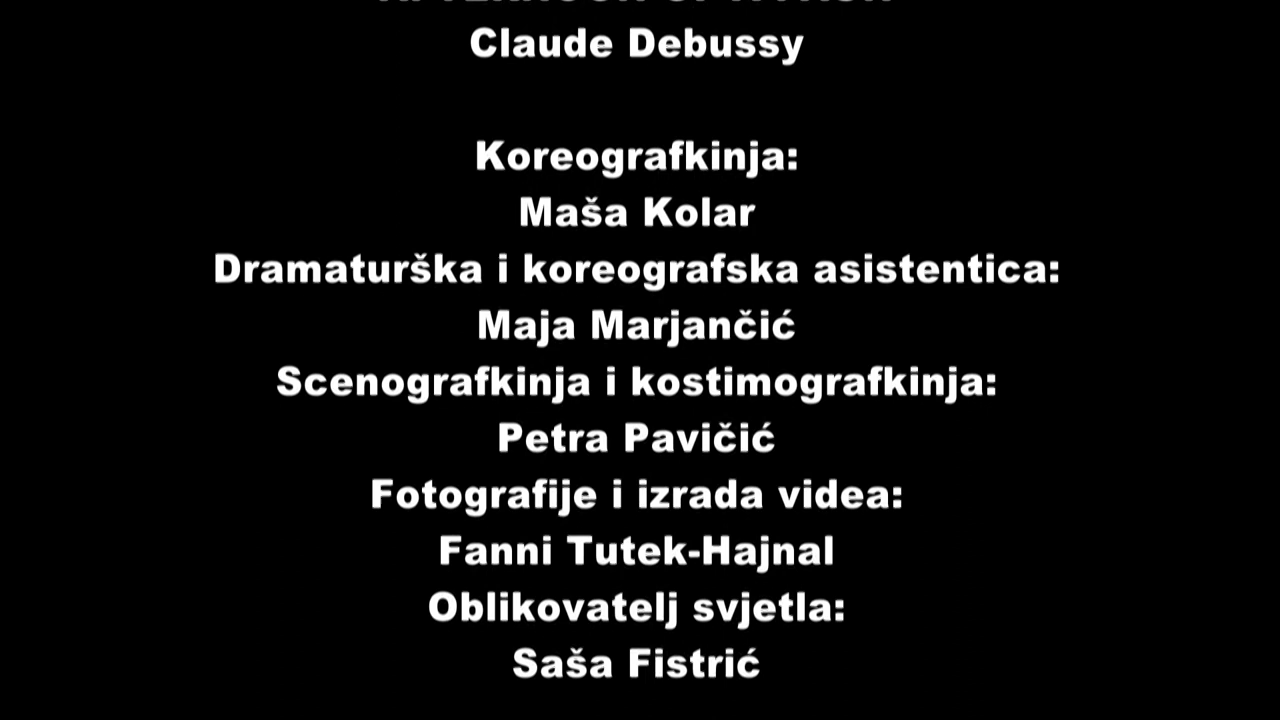 Claude Debussy
Koreografkinja:
Maša Kolar
Dramaturška i koreografska asistentica:
Maja Marjančić
Scenografkinja i kostimografkinja:
Petra Pavičić
Fotografije i izrada videa:
Fanni Tutek-Hajnal
Oblikovatelj svjetla:
Saša Fistrić